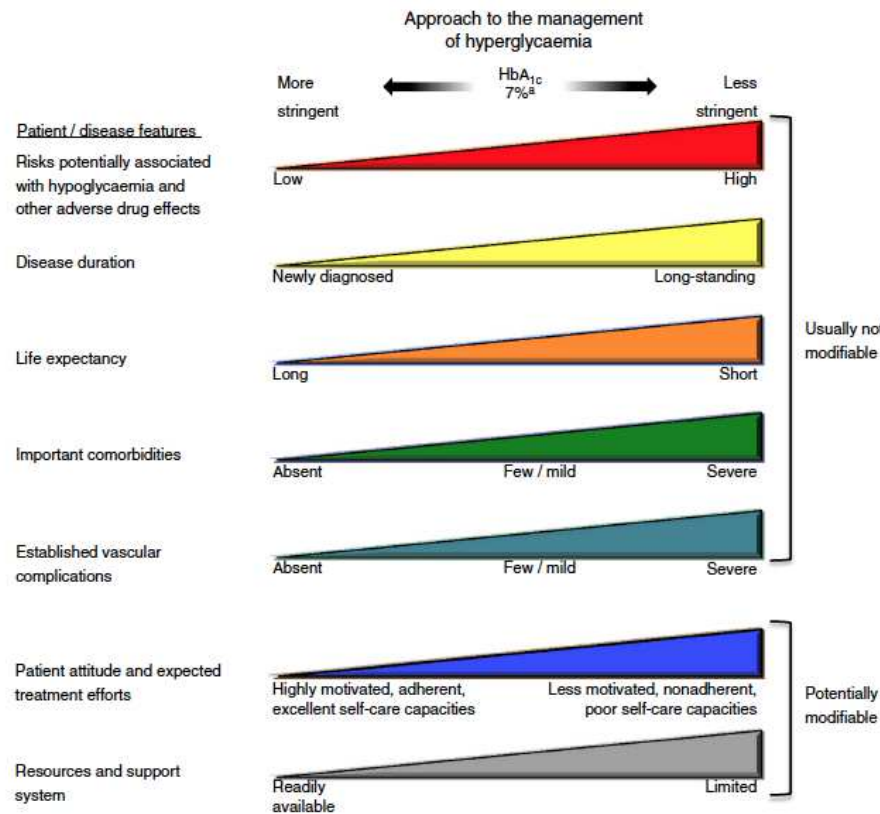 Approach to the management
of hyperglycaemia
HbA1c
7%a
More
stringent
Less
stringent
Patient / disease features
Risks potentially associated
with hypoglycaemia and
other adverse drug effects
Low
High
Disease duration
Newly diagnosed
Long-standing
Usually not
modifiable
Life expectancy
Long
Short
Important comorbidities
Absent
Few / mild
Severe
Established vascular
complications
Absent
Few / mild
Severe
Patient attitude and expected
treatment efforts
Highly motivated, adherent,
excellent self-care capacities
Less motivated, nonadherent,
poor self-care capacities
Potentially
modifiable
Resources and support
system
Readily
available
Limited